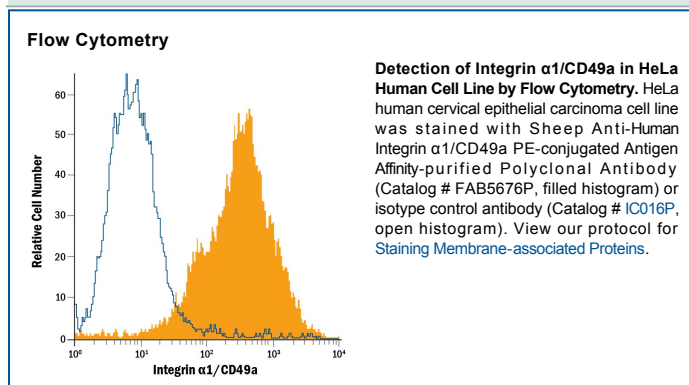 Flow Cytometry
60
50
40
30
20
10
0
Relative Cell Number
10⁰ 10¹ 10² 10³ 10⁴
Integrin α1/CD49a
Detection of Integrin α1/CD49a in HeLa
Human Cell Line by Flow Cytometry. HeLa
human cervical epithelial carcinoma cell line
was stained with Sheep Anti-Human
Integrin α1/CD49a PE-conjugated Antigen
Affinity-purified Polyclonal Antibody
(Catalog # FAB5676P, filled histogram) or
isotype control antibody (Catalog # IC016P,
open histogram). View our protocol for
Staining Membrane-associated Proteins.